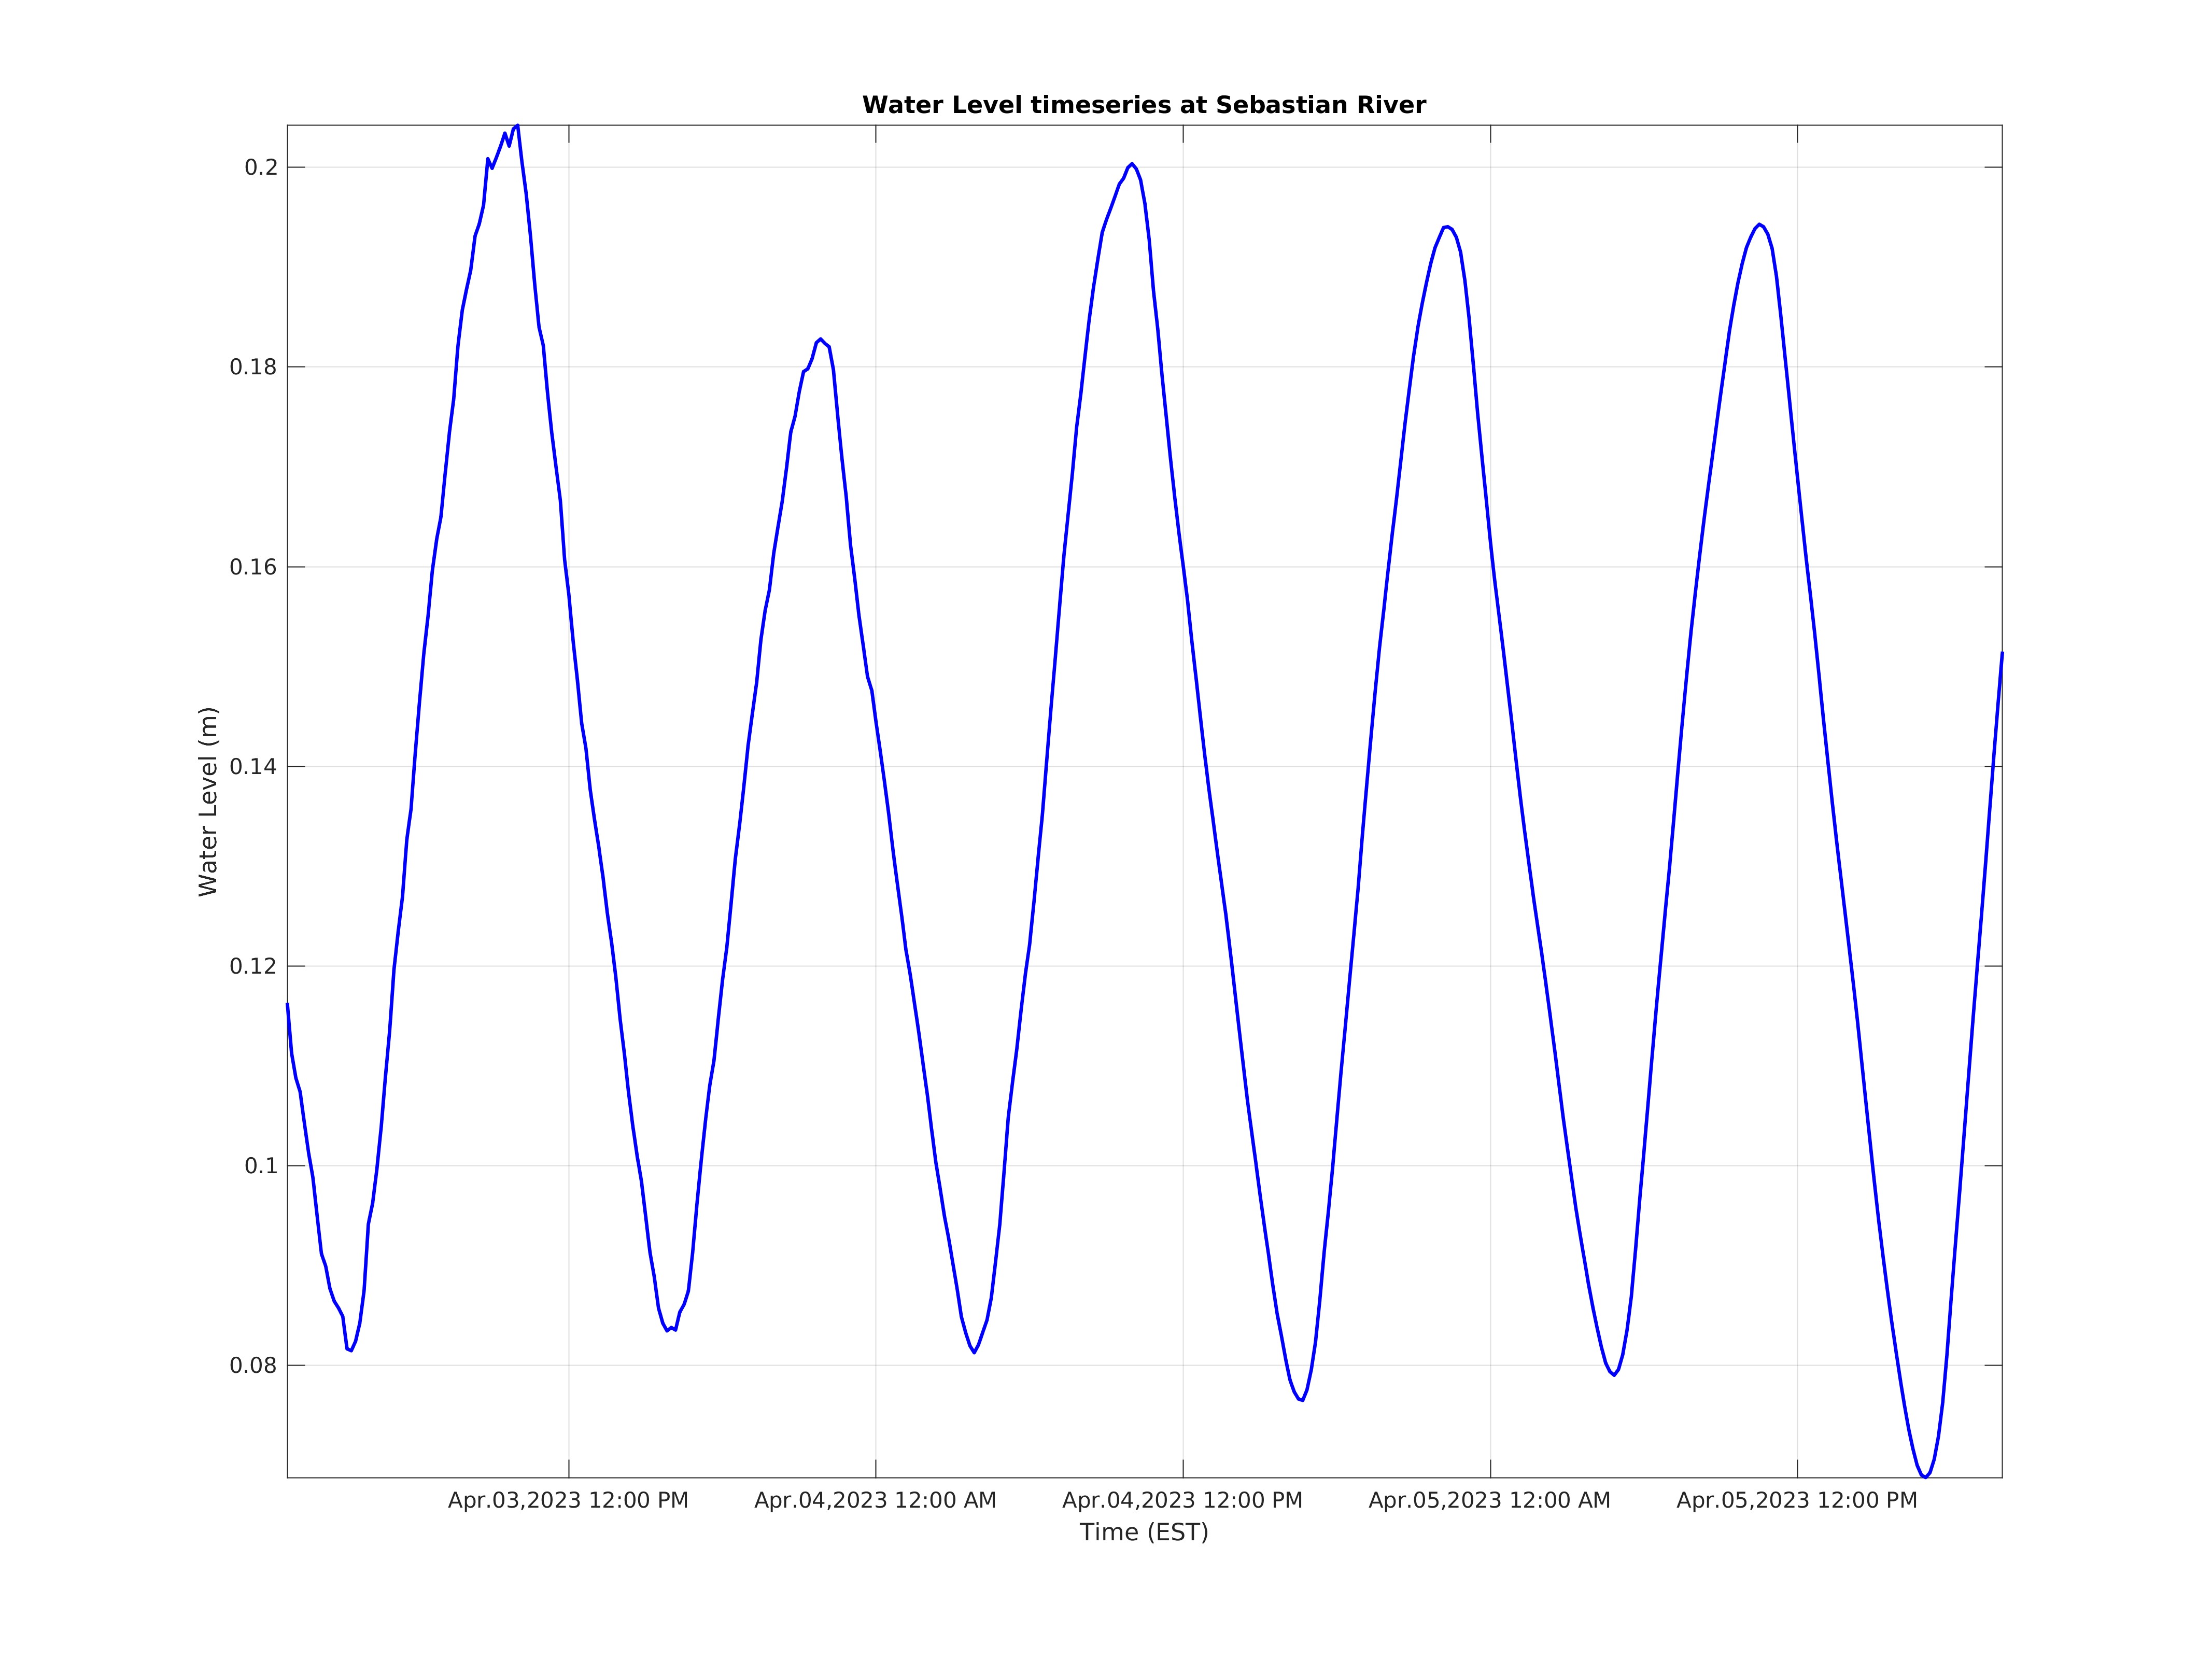 Water Level timeseries at Sebastian River
0.2
0.18
0.16
0.14
0.12
0.1
0.08
Water Level (m)
Apr.03,2023 12:00 PM
Apr.04,2023 12:00 AM
Apr.04,2023 12:00 PM
Apr.05,2023 12:00 AM
Apr.05,2023 12:00 PM
Time (EST)